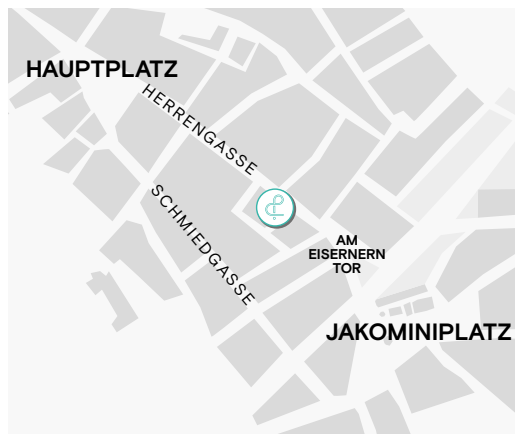 HAUPTPLATZ
HERRENGASSE
SCHMIEDGASSE
AM
EISERNERN
TOR
JAKOMINIPLATZ